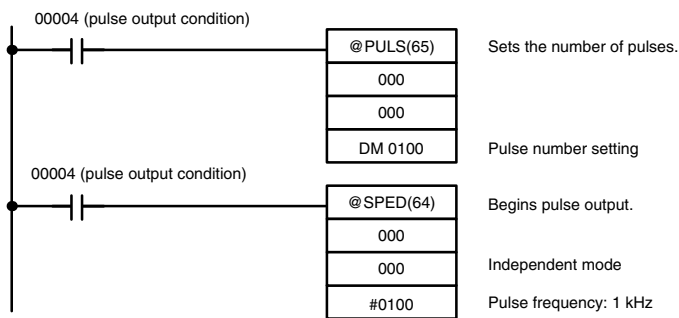 00004 (pulse output condition)
@PULS(65) Sets the number of pulses.
000
000
DM 0100 Pulse number setting
00004 (pulse output condition)
@SPED(64) Begins pulse output.
000
000 Independent mode
#0100 Pulse frequency: 1 kHz